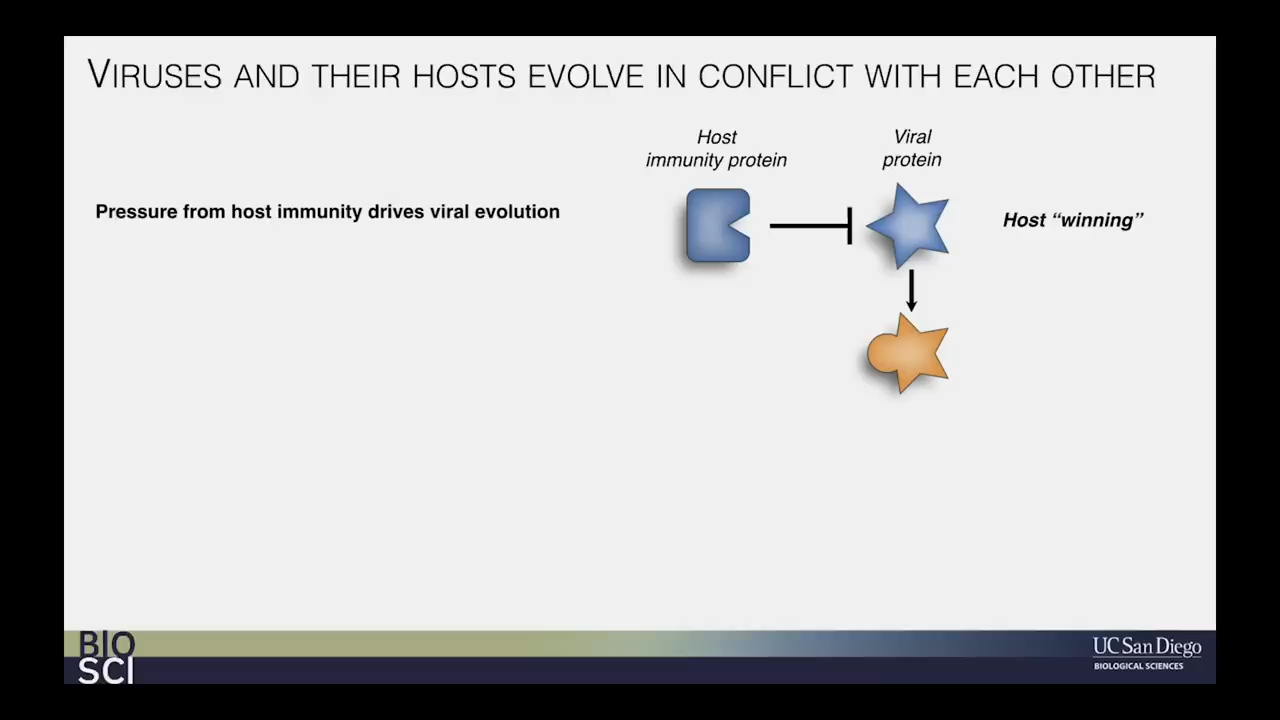 VIRUSES AND THEIR HOSTS EVOLVE IN CONFLICT WITH EACH OTHER
Host
immunity protein
Viral
protein
Pressure from host immunity drives viral evolution
Host “winning”
BIO
SCI
UC San Diego
BIOLOGICAL SCIENCES